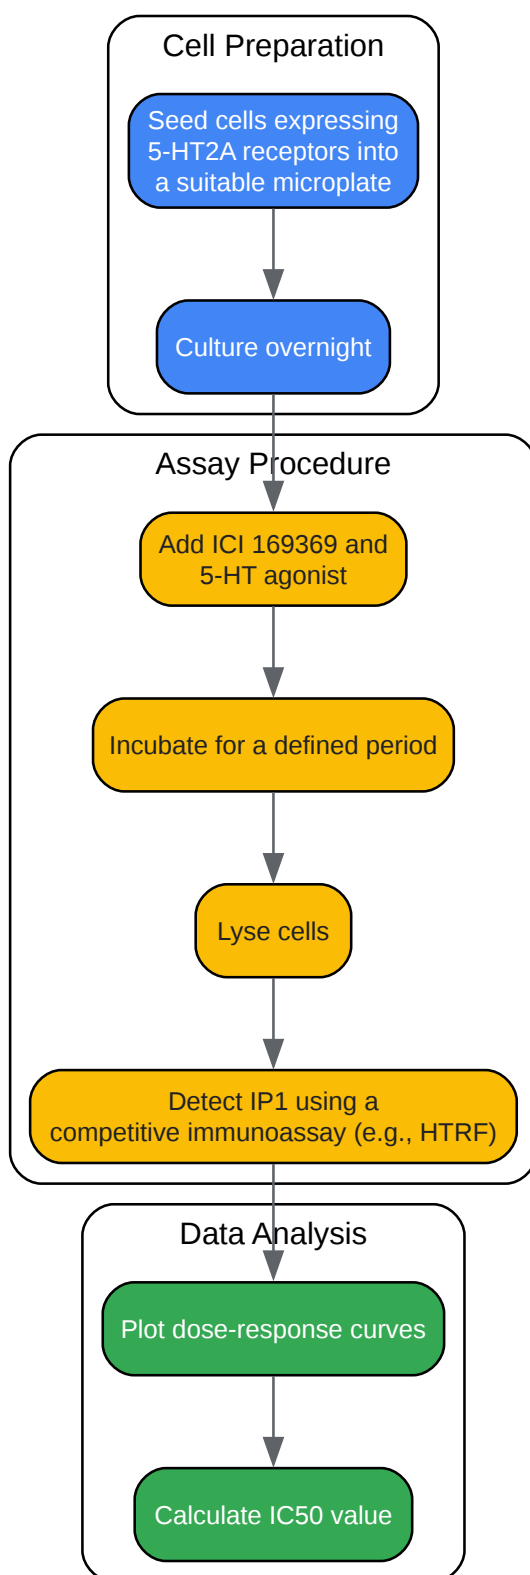 Cell Preparation
Seed cells expressing
5-HT2A receptors into
a suitable microplate
Culture overnight
Assay Procedure
Add ICI 169369 and
5-HT agonist
Incubate for a defined period
Lyse cells
Detect IP1 using a
competitive immunoassay (e.g., HTRF)
Data Analysis
Plot dose-response curves
Calculate IC50 value